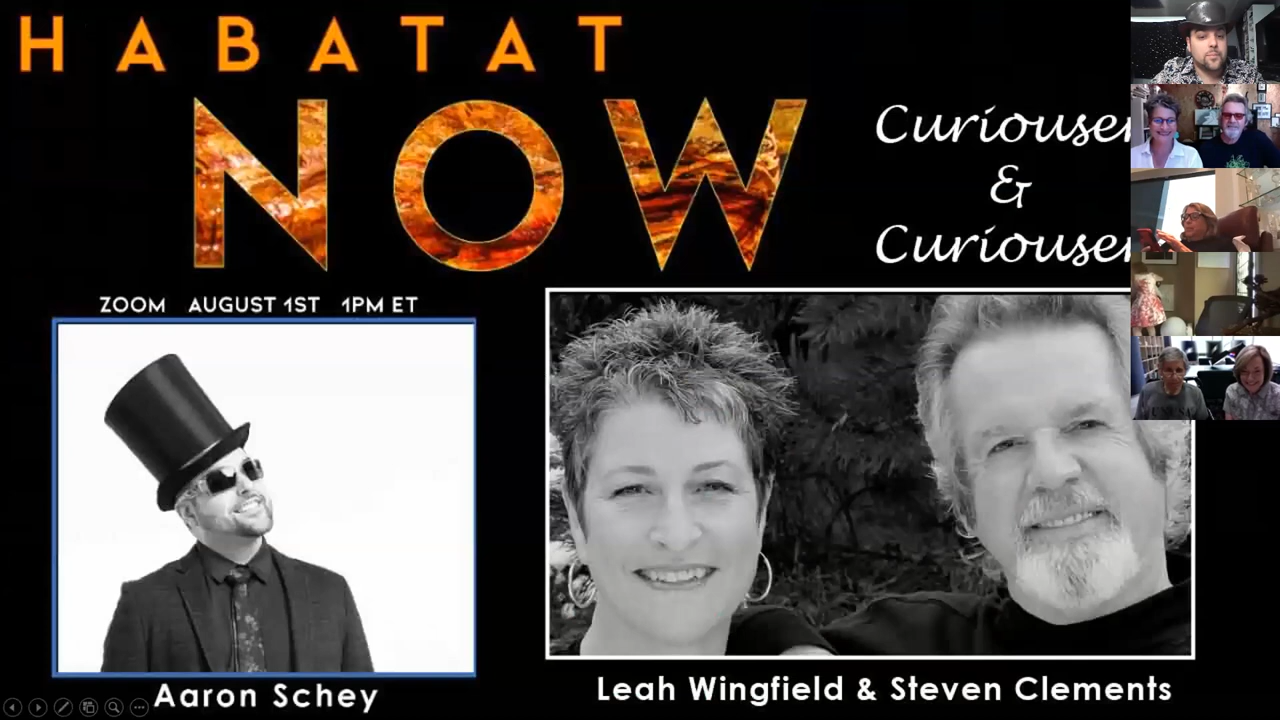 HABATAT
NOW
Curiouser
&
Curiouser
ZOOM AUGUST 1ST 1PM ET
Aaron Schey
Leah Wingfield & Steven Clements